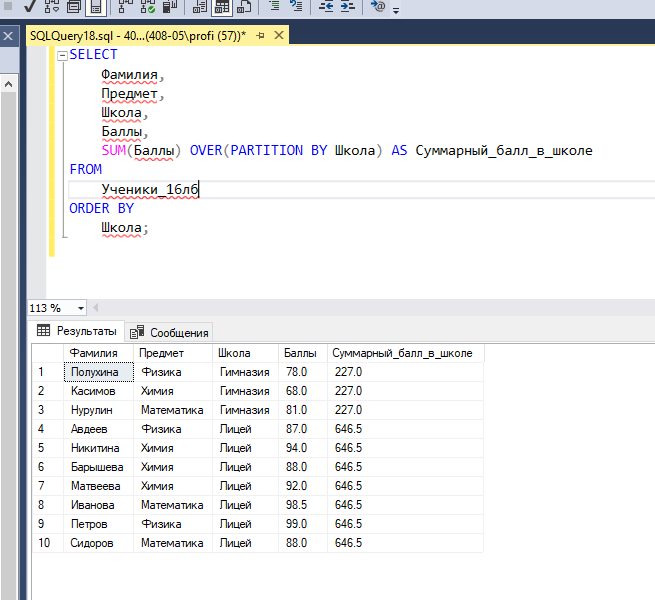 SQLQuery18.sql - 40...(408-05\profi (57))*
SELECT
Фамилия,
Предмет,
Школа,
Баллы,
SUM(Баллы) OVER(PARTITION BY Школа) AS Суммарный_балл_в_школе
FROM
Ученики_16лб
ORDER BY
Школа;
113 %
Результаты Сообщения
Фамилия Предмет Школа Баллы Суммарный_балл_в_школе
1 Полухина Физика Гимназия 78.0 227.0
2 Касимов Химия Гимназия 68.0 227.0
3 Нурулин Математика Гимназия 81.0 227.0
4 Авдеев Физика Лицей 87.0 646.5
5 Никитина Химия Лицей 94.0 646.5
6 Барышева Химия Лицей 88.0 646.5
7 Матвеева Химия Лицей 92.0 646.5
8 Иванова Математика Лицей 98.5 646.5
9 Петров Физика Лицей 99.0 646.5
10 Сидоров Математика Лицей 88.0 646.5